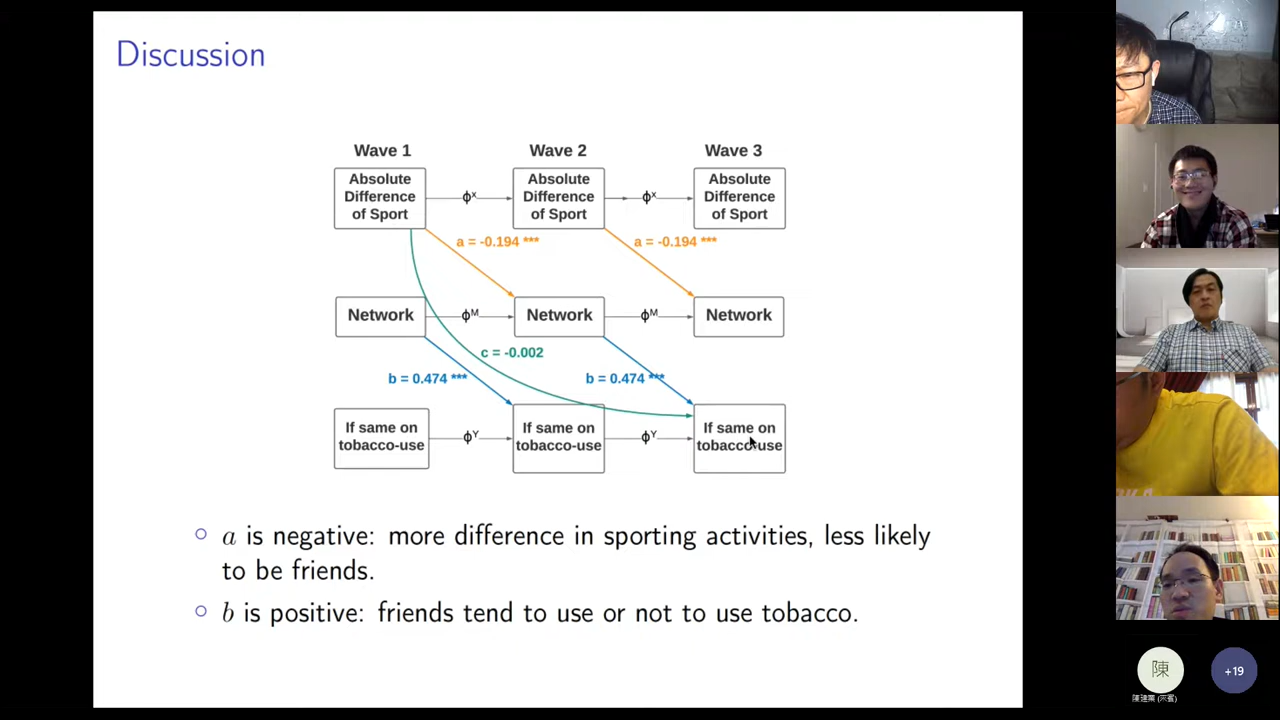 Discussion
Wave 1
Wave 2
Wave 3
Absolute
Difference
of Sport
ϕˣ
Absolute
Difference
of Sport
ϕˣ
Absolute
Difference
of Sport
a = -0.194 ***
a = -0.194 ***
Network
ϕᴹ
Network
ϕᴹ
Network
c = -0.002
b = 0.474 ***
b = 0.474 ***
If same on
tobacco-use
ϕʸ
If same on
tobacco-use
ϕʸ
If same on
tobacco-use
a is negative: more difference in sporting activities, less likely
to be friends.
b is positive: friends tend to use or not to use tobacco.
陳
+19